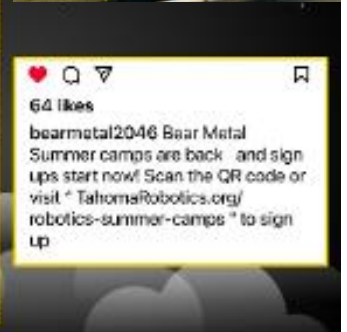 64 likes
bearmetal2046 Bear Metal
Summer camps are back and sign
ups start now! Scan the QR code or
visit " TahomaRobotics.org/
robotics-summer-camps " to sign
up